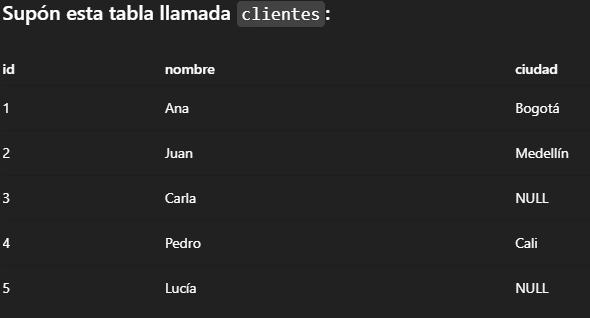 Supón esta tabla llamada clientes:
id nombre ciudad
1 Ana Bogotá
2 Juan Medellín
3 Carla NULL
4 Pedro Cali
5 Lucía NULL